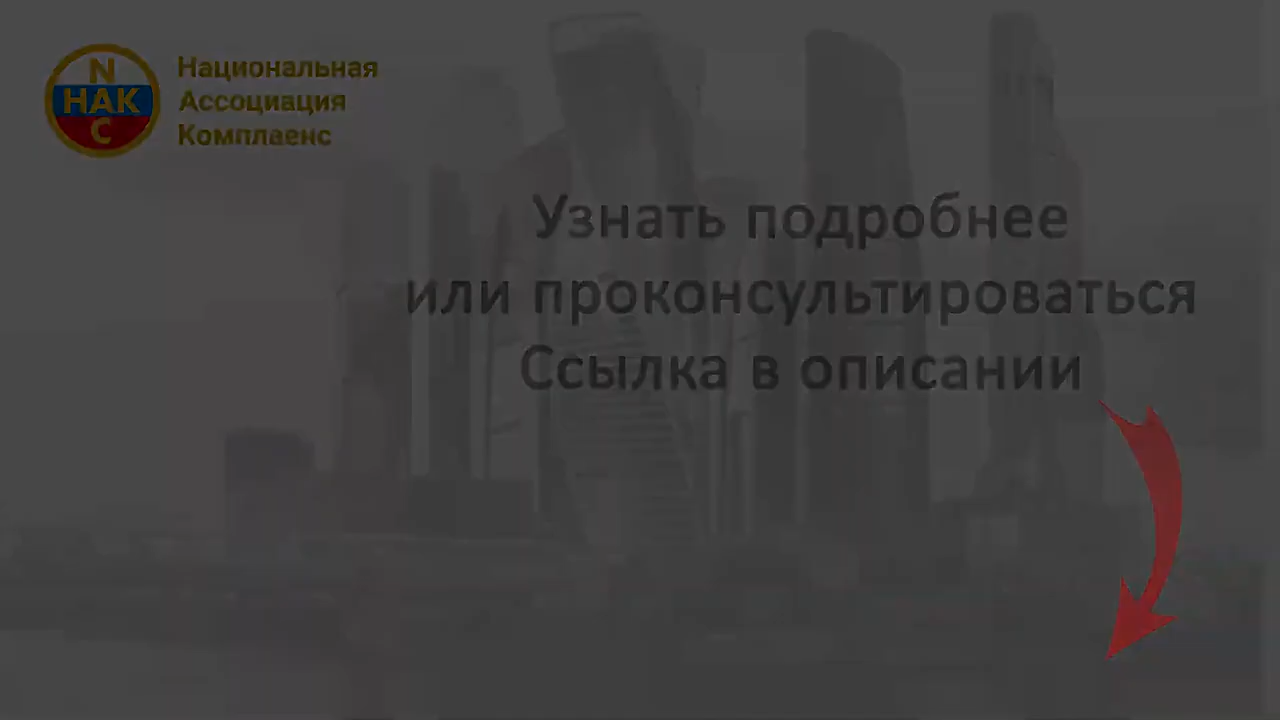 N
НАК
С
Национальная
Ассоциация
Комплаенс
Узнать подробнее
или проконсультироваться
Ссылка в описании